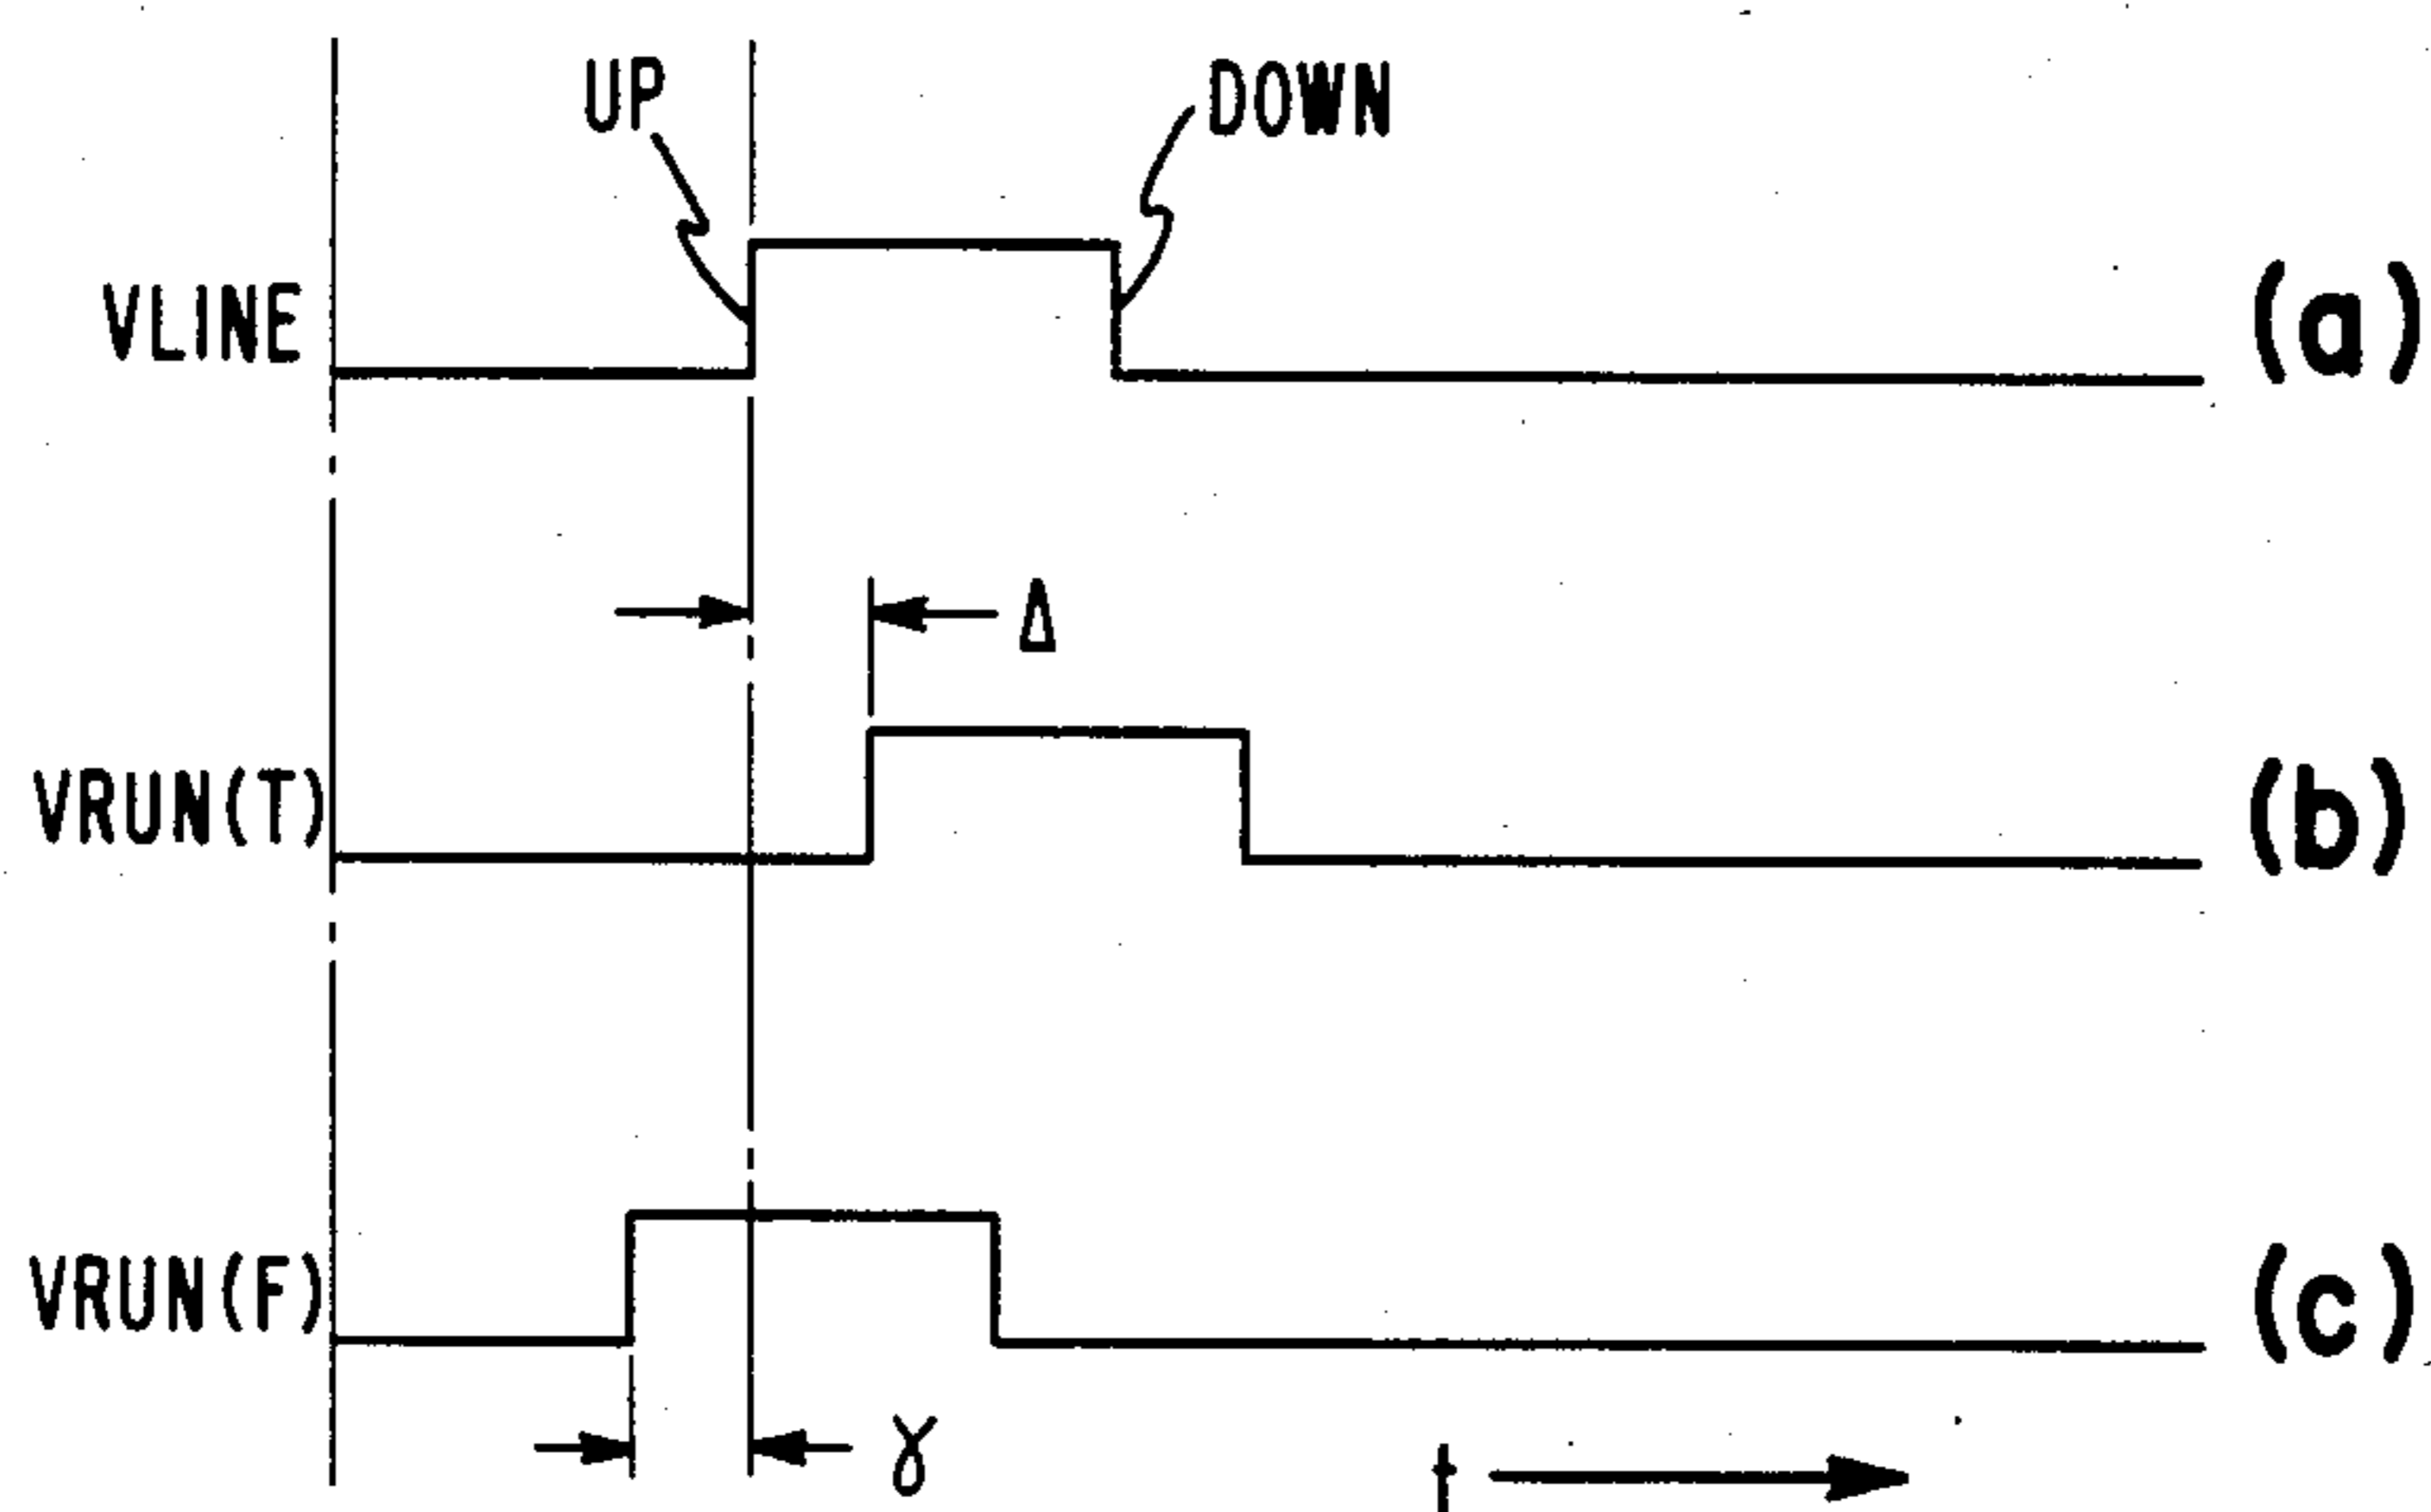 UP
DOWN
VLINE
(a)
Δ
VRUN(T)
(b)
VRUN(F)
(c)
γ
t